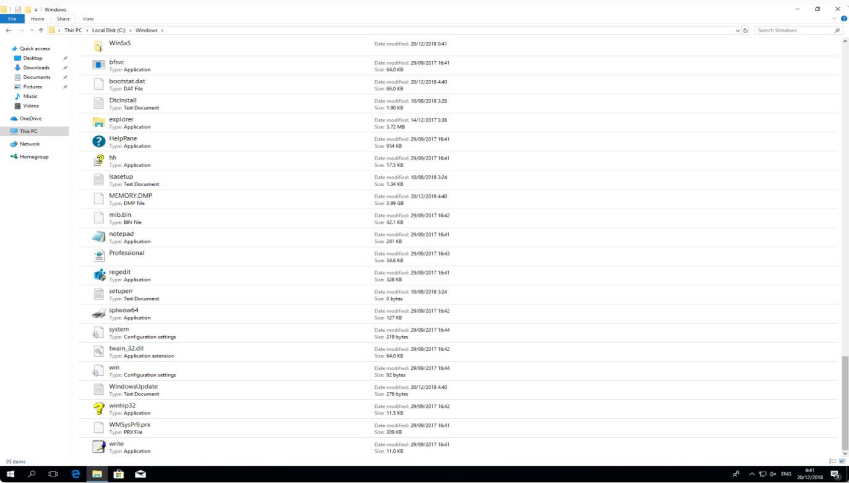 Windows
File Home Share View
This PC > Local Disk (C:) > Windows >
Search Windows
Quick access
Desktop
Downloads
Documents
Pictures
Music
Videos
OneDrive
This PC
Network
Homegroup
WinSxS Date modified: 20/12/2018 0:41
bfsvc Date modified: 29/09/2017 16:41
Type: Application Size: 64.0 KB
bootstat.dat Date modified: 20/12/2018 4:40
Type: DAT File Size: 66.0 KB
DtcInstall Date modified: 10/08/2018 3:26
Type: Text Document Size: 1.90 KB
explorer Date modified: 14/12/2017 3:38
Type: Application Size: 3.72 MB
HelpPane Date modified: 29/09/2017 16:41
Type: Application Size: 934 KB
hh Date modified: 29/09/2017 16:41
Type: Application Size: 17.5 KB
lsasetup Date modified: 10/08/2018 3:24
Type: Text Document Size: 1.34 KB
MEMORY.DMP Date modified: 20/12/2018 4:40
Type: DMP File Size: 3.99 GB
mib.bin Date modified: 29/09/2017 16:42
Type: BIN File Size: 42.1 KB
notepad Date modified: 29/09/2017 16:41
Type: Application Size: 241 KB
Professional Date modified: 29/09/2017 16:43
Size: 34.6 KB
regedit Date modified: 29/09/2017 16:41
Type: Application Size: 328 KB
setuperr Date modified: 10/08/2018 3:24
Type: Text Document Size: 0 bytes
splwow64 Date modified: 29/09/2017 16:42
Type: Application Size: 127 KB
system Date modified: 29/09/2017 16:44
Type: Configuration settings Size: 219 bytes
twain_32.dll Date modified: 29/09/2017 16:42
Type: Application extension Size: 64.0 KB
win Date modified: 29/09/2017 16:44
Type: Configuration settings Size: 92 bytes
WindowsUpdate Date modified: 20/12/2018 4:40
Type: Text Document Size: 276 bytes
winhlp32 Date modified: 29/09/2017 16:42
Type: Application Size: 11.5 KB
WMSysPr9.prx Date modified: 29/09/2017 16:41
Type: PRX File Size: 309 KB
write Date modified: 29/09/2017 16:41
Type: Application Size: 11.0 KB
95 items
ENG
4:41
20/12/2018